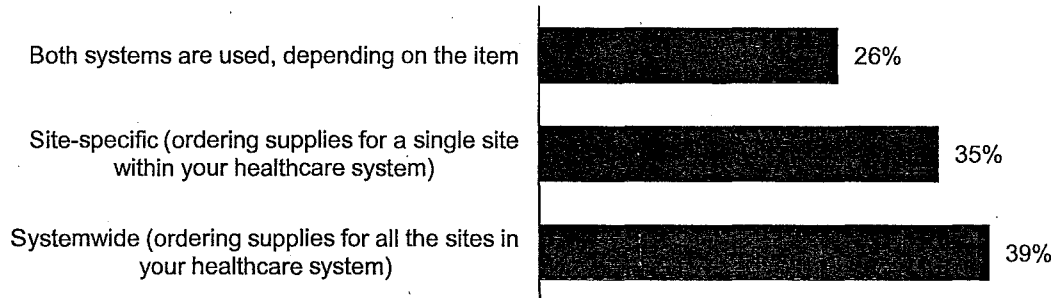 Both systems are used, depending on the item
26%
Site-specific (ordering supplies for a single site
within your healthcare system)
35%
Systemwide (ordering supplies for all the sites in
your healthcare system)
39%